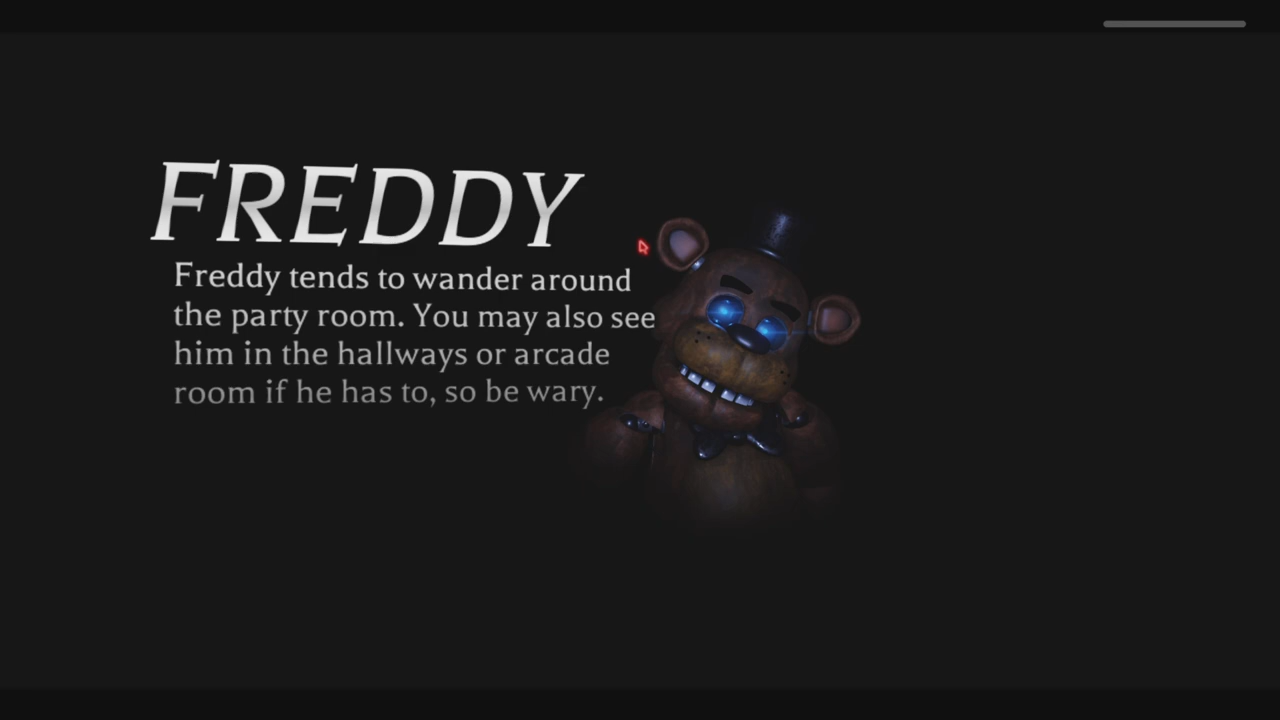 FREDDY
Freddy tends to wander around
the party room. You may also see
him in the hallways or arcade
room if he has to, so be wary.